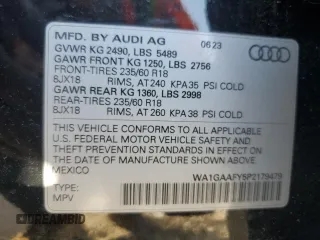 MFD. BY AUDI AG 0623
GVWR KG 2490, LBS 5489
GAWR FRONT KG 1250, LBS 2756
FRONT-TIRES 235/60 R18
8JX18 RIMS, AT 240 KPA 35 PSI COLD
GAWR REAR KG 1360, LBS 2998
REAR-TIRES 235/60 R18
8JX18 RIMS, AT 260 KPA 38 PSI COLD
THIS VEHICLE CONFORMS TO ALL APPLICABLE
U.S. FEDERAL MOTOR VEHICLE SAFETY AND
THEFT PREVENTION STANDARDS IN EFFECT ON THE
DATE OF MANUFACTURE SHOWN ABOVE
MEXICO
WA1GAAFY5P2179479
TYPE:
MPV